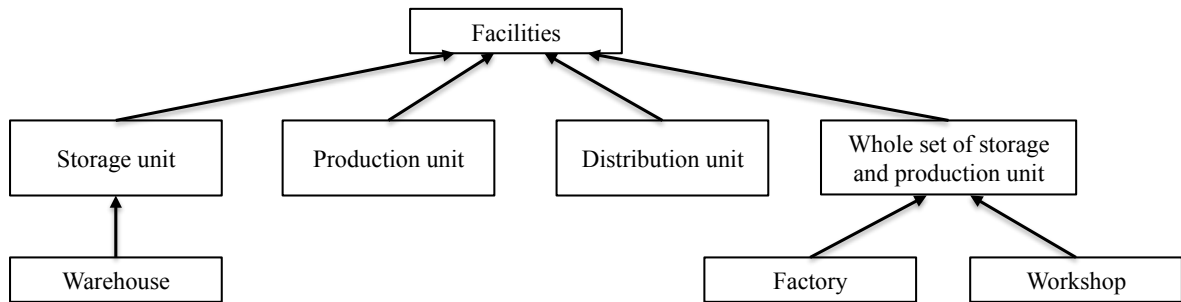 Facilities
Storage unit
Production unit
Distribution unit
Whole set of storage
and production unit
Warehouse
Factory
Workshop